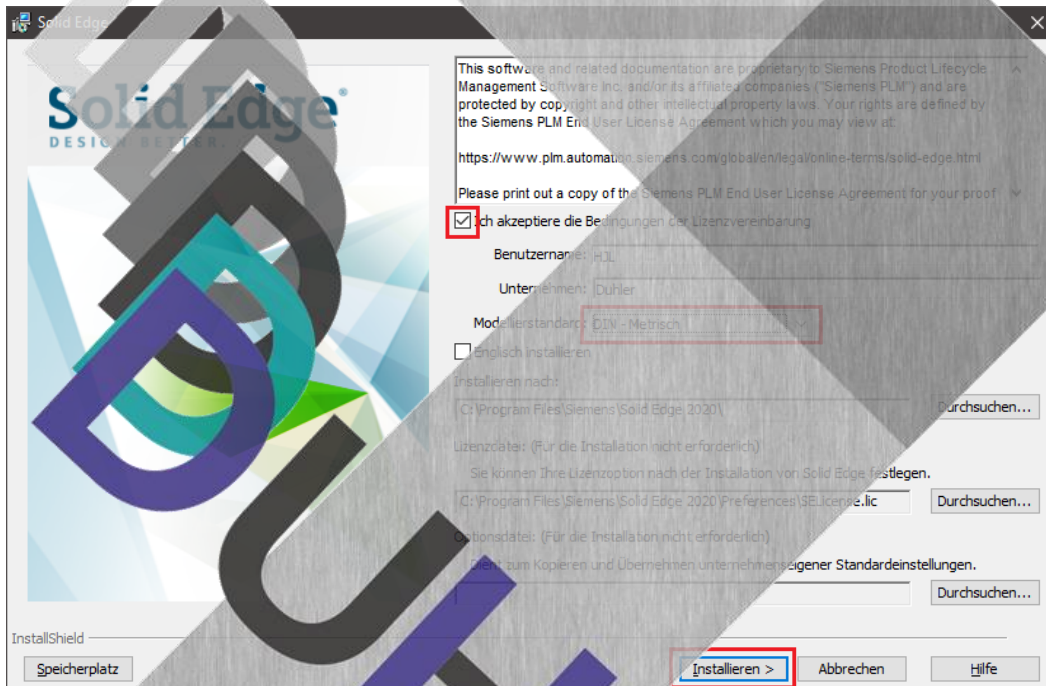 Solid Edge
Solid Edge®
DESIGN BETTER.
This software and related documentation are proprietary to Siemens Product Lifecycle
Management Software Inc. and/or its affiliated companies ("Siemens PLM") and are
protected by copyright and other intellectual property laws. Your rights are defined by
the Siemens PLM End User License Agreement which you may view at:
https://www.plm.automation.siemens.com/global/en/legal/online-terms/solid-edge.html
Please print out a copy of the Siemens PLM End User License Agreement for your proof
Ich akzeptiere die Bedingungen der Lizenzvereinbarung
Benutzername: HJL
Unternehmen: Duhler
Modellierstandard: DIN - Metrisch
Englisch installieren
Installieren nach:
C:\Program Files\Siemens\Solid Edge 2020\
Durchsuchen...
Lizenzdatei: (Für die Installation nicht erforderlich)
Sie können Ihre Lizenzoption nach der Installation von Solid Edge festlegen.
C:\Program Files\Siemens\Solid Edge 2020\Preferences\SELicense.lic
Durchsuchen...
Optionsdatei: (Für die Installation nicht erforderlich)
Dient zum Kopieren und Übernehmen unternehmenseigener Standardeinstellungen.
Durchsuchen...
InstallShield
Speicherplatz
Installieren >
Abbrechen
Hilfe